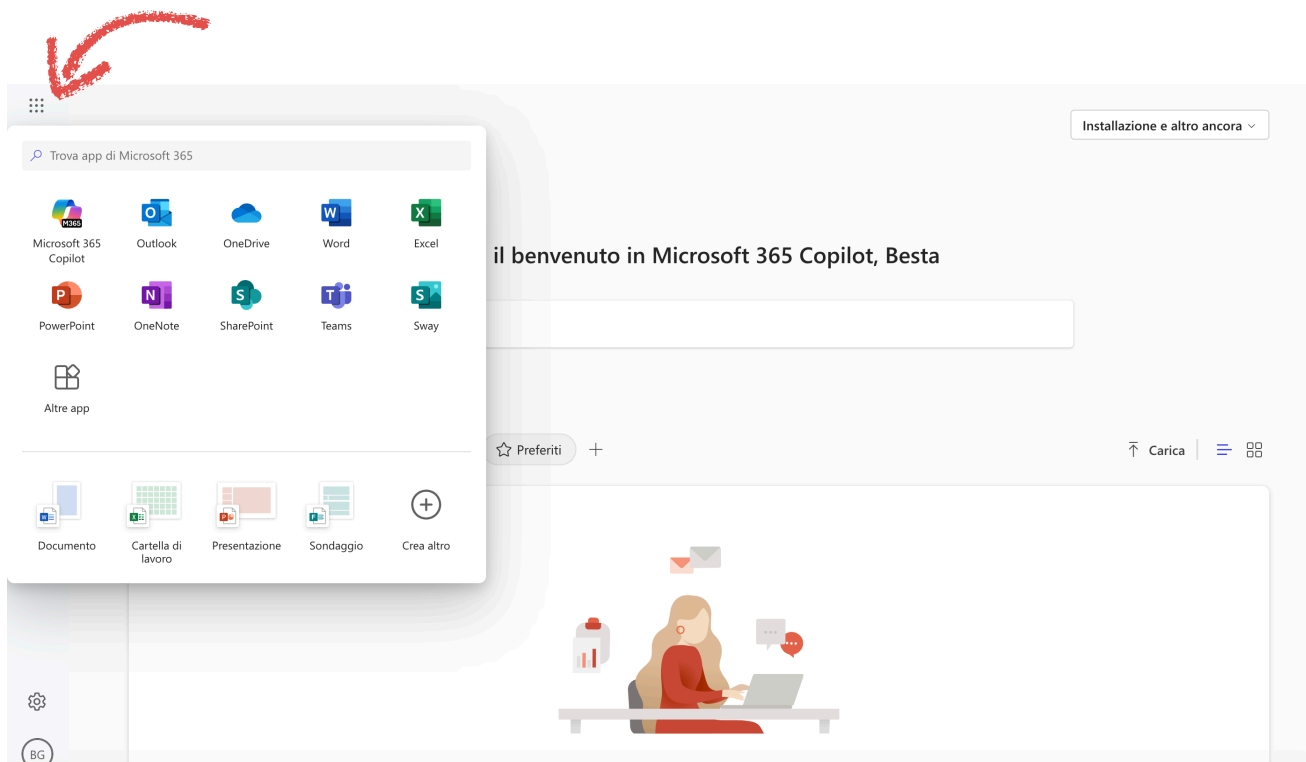 Installazione e altro ancora
Trova app di Microsoft 365
M365
Microsoft 365
Copilot
Outlook
OneDrive
Word
Excel
il benvenuto in Microsoft 365 Copilot, Besta
PowerPoint
OneNote
SharePoint
Teams
Sway
Altre app
Preferiti
Carica
Documento
Cartella di
lavoro
Presentazione
Sondaggio
Crea altro
BG